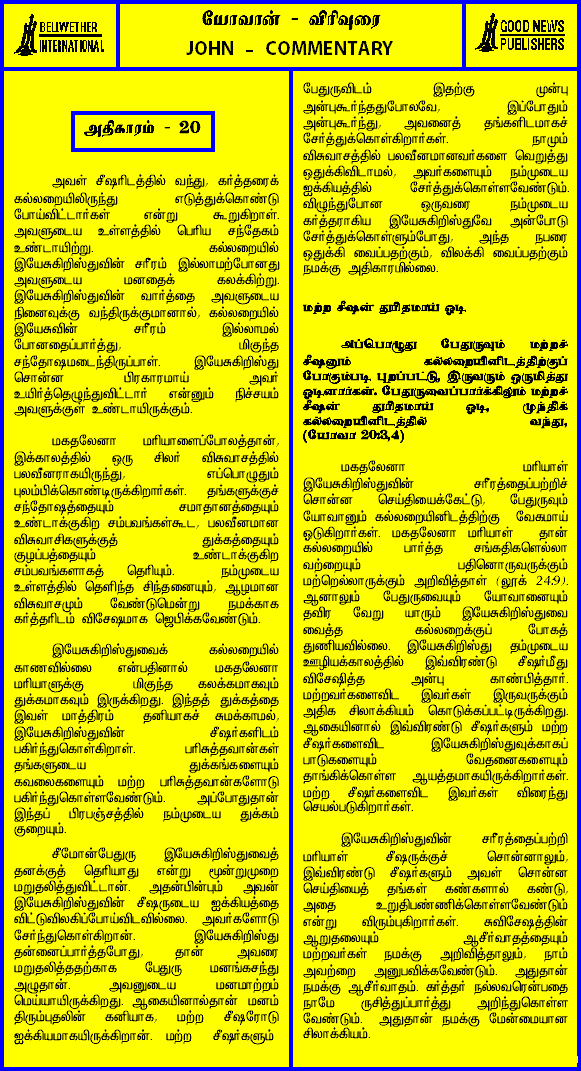 BELLWETHER
INTERNATIONAL
யோவான் - விரிவுரை
JOHN - COMMENTARY
GOOD NEWS
PUBLISHERS
அதிகாரம் - 20
அவள் சீஷரிடத்தில் வந்து, கர்த்தரைக்
கல்லறையிலிருந்து எடுத்துக்கொண்டு
போய்விட்டார்கள் என்று கூறுகிறாள்.
அவளுடைய உள்ளத்தில் பெரிய சந்தேகம்
உண்டாயிற்று. கல்லறையில்
இயேசுகிறிஸ்துவின் சரீரம் இல்லாமற்போனது
அவளுடைய மனதைக் கலக்கிற்று.
இயேசுகிறிஸ்துவின் வார்த்தை அவளுடைய
நினைவுக்கு வந்திருக்குமானால், கல்லறையில்
இயேசுவின் சரீரம் இல்லாமல்
போனதைப்பார்த்து, மிகுந்த
சந்தோஷமடைந்திருப்பாள். இயேசுகிறிஸ்து
சொன்ன பிரகாரமாய் அவர்
உயிர்த்தெழுந்துவிட்டார் என்னும் நிச்சயம்
அவளுக்குள் உண்டாயிருக்கும்.
மகதலேனா மரியாளைப்போலத்தான்,
இக்காலத்தில் ஒரு சிலர் விசுவாசத்தில்
பலவீனராகயிருந்து, எப்பொழுதும்
புலம்பிக்கொண்டிருக்கிறார்கள். தங்களுக்குச்
சந்தோஷத்தையும் சமாதானத்தையும்
உண்டாக்குகிற சம்பவங்கள்கூட, பலவீனமான
விசுவாசிகளுக்குத் துக்கத்தையும்
குழப்பத்தையும் உண்டாக்குகிற
சம்பவங்களாகத் தெரியும். நம்முடைய
உள்ளத்தில் தெளிந்த சிந்தனையும், ஆழமான
விசுவாசமும் வேண்டுமென்று நமக்காக
கர்த்தரிடம் விசேஷமாக ஜெபிக்கவேண்டும்.
இயேசுகிறிஸ்துவைக் கல்லறையில்
காணவில்லை என்பதினால் மகதலேனா
மரியாளுக்கு மிகுந்த கலக்கமாகவும்
துக்கமாகவும் இருக்கிறது. இந்தத் துக்கத்தை
இவள் மாத்திரம் தனியாகச் சுமக்காமல்,
இயேசுகிறிஸ்துவின் சீஷர்களிடம்
பகிர்ந்துகொள்கிறாள். பரிசுத்தவான்கள்
தங்களுடைய துக்கங்களையும்
கவலைகளையும் மற்ற பரிசுத்தவான்களோடு
பகிர்ந்துகொள்ளவேண்டும். அப்போதுதான்
இந்தப் பிரபஞ்சத்தில் நம்முடைய துக்கம்
குறையும்.
சீமோன்பேதுரு இயேசுகிறிஸ்துவைத்
தனக்குத் தெரியாது என்று மூன்றுமுறை
மறுதலித்துவிட்டான். அதன்பின்பும் அவன்
இயேசுகிறிஸ்துவின் சீஷருடைய ஐக்கியத்தை
விட்டுவிலகிப்போய்விடவில்லை. அவர்களோடு
சேர்ந்துகொள்கிறான். இயேசுகிறிஸ்து
தன்னைப்பார்த்தபோது, தான் அவரை
மறுதலித்ததற்காக பேதுரு மனங்கசந்து
அழுதான். அவனுடைய மனமாற்றம்
மெய்யாயிருக்கிறது. ஆகையினால்தான் மனம்
திரும்புதலின் கனியாக, மற்ற சீஷரோடு
ஐக்கியமாகயிருக்கிறான். மற்ற சீஷர்களும்
பேதுருவிடம் இதற்கு முன்பு
அன்புகூர்ந்ததுபோலவே, இப்போதும்
அன்புகூர்ந்து, அவனைத் தங்களிடமாகச்
சேர்த்துக்கொள்கிறார்கள். நாமும்
விசுவாசத்தில் பலவீனமானவர்களை வெறுத்து
ஒதுக்கிவிடாமல், அவர்களையும் நம்முடைய
ஐக்கியத்தில் சேர்த்துக்கொள்ளவேண்டும்.
விழுந்துபோன ஒருவரை நம்முடைய
கர்த்தராகிய இயேசுகிறிஸ்துவே அன்போடு
சேர்த்துக்கொள்ளும்போது, அந்த நபரை
ஒதுக்கி வைப்பதற்கும், விலக்கி வைப்பதற்கும்
நமக்கு அதிகாரமில்லை.
மற்ற சீஷன் துரிதமாய் ஓடி
அப்பொழுது பேதுருவும் மற்றச்
சீஷனும் கல்லறையினிடத்திற்குப்
போகும்படி புறப்பட்டு, இருவரும் ஒருமித்து
ஓடினார்கள். பேதுருவைப்பார்க்கிலும் மற்றச்
சீஷன் துரிதமாய் ஓடி, முந்திக்
கல்லறையினிடத்தில் வந்து,
(யோவா 20:3,4)
மகதலேனா மரியாள்
இயேசுகிறிஸ்துவின் சரீரத்தைப்பற்றிச்
சொன்ன செய்தியைக்கேட்டு, பேதுருவும்
யோவானும் கல்லறையினிடத்திற்கு வேகமாய்
ஓடுகிறார்கள். மகதலேனா மரியாள் தான்
கல்லறையில் பார்த்த சங்கதிகளெல்லா
வற்றையும் பதினொருவருக்கும்
மற்றெல்லாருக்கும் அறிவித்தாள் (லூக் 24:9).
ஆனாலும் பேதுருவையும் யோவானையும்
தவிர வேறு யாரும் இயேசுகிறிஸ்துவை
வைத்த கல்லறைக்குப் போகத்
துணியவில்லை. இயேசுகிறிஸ்து தம்முடைய
ஊழியக்காலத்தில் இவ்விரண்டு சீஷர்மீது
விசேஷித்த அன்பு காண்பித்தார்.
மற்றவர்களைவிட இவர்கள் இருவருக்கும்
அதிக சிலாக்கியம் கொடுக்கப்பட்டிருக்கிறது.
ஆகையினால் இவ்விரண்டு சீஷர்களும் மற்ற
சீஷர்களைவிட இயேசுகிறிஸ்துவுக்காகப்
பாடுகளையும் வேதனைகளையும்
தாங்கிக்கொள்ள ஆயத்தமாகயிருக்கிறார்கள்.
மற்ற சீஷர்களைவிட இவர்கள் விரைந்து
செயல்படுகிறார்கள்.
இயேசுகிறிஸ்துவின் சரீரத்தைப்பற்றி
மரியாள் சீஷருக்குச் சொன்னாலும்,
இவ்விரண்டு சீஷர்களும் அவள் சொன்ன
செய்தியைத் தங்கள் கண்களால் கண்டு,
அதை உறுதிபண்ணிக்கொள்ளவேண்டும்
என்று விரும்புகிறார்கள். சுவிசேஷத்தின்
ஆறுதலையும் ஆசீர்வாதத்தையும்
மற்றவர்கள் நமக்கு அறிவித்தாலும், நாம்
அவற்றை அனுபவிக்கவேண்டும். அதுதான்
நமக்கு ஆசீர்வாதம். கர்த்தர் நல்லவரென்பதை
நாமே ருசித்துப்பார்த்து அறிந்துகொள்ள
வேண்டும். அதுதான் நமக்கு மேன்மையான
சிலாக்கியம்.